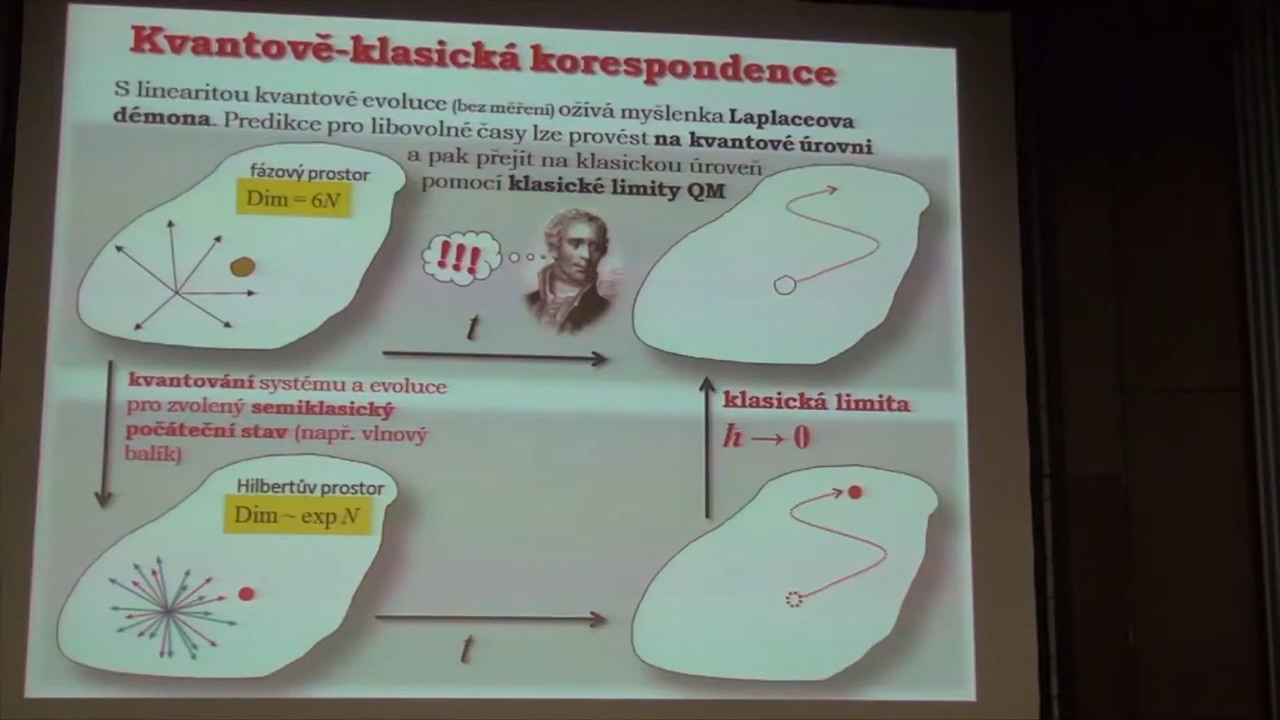 Kvantově-klasická korespondence
S linearitou kvantové evoluce (bez měření) ožívá myšlenka Laplaceova
démona. Predikce pro libovolné časy lze provést na kvantové úrovni
a pak přejít na klasickou úroveň
pomocí klasické limity QM
fázový prostor
Dim = 6N
!!!
t
kvantování systému a evoluce
pro zvolený semiklasický
počáteční stav (např. vlnový
balík)
klasická limita
ħ → 0
Hilbertův prostor
Dim ~ exp N
t